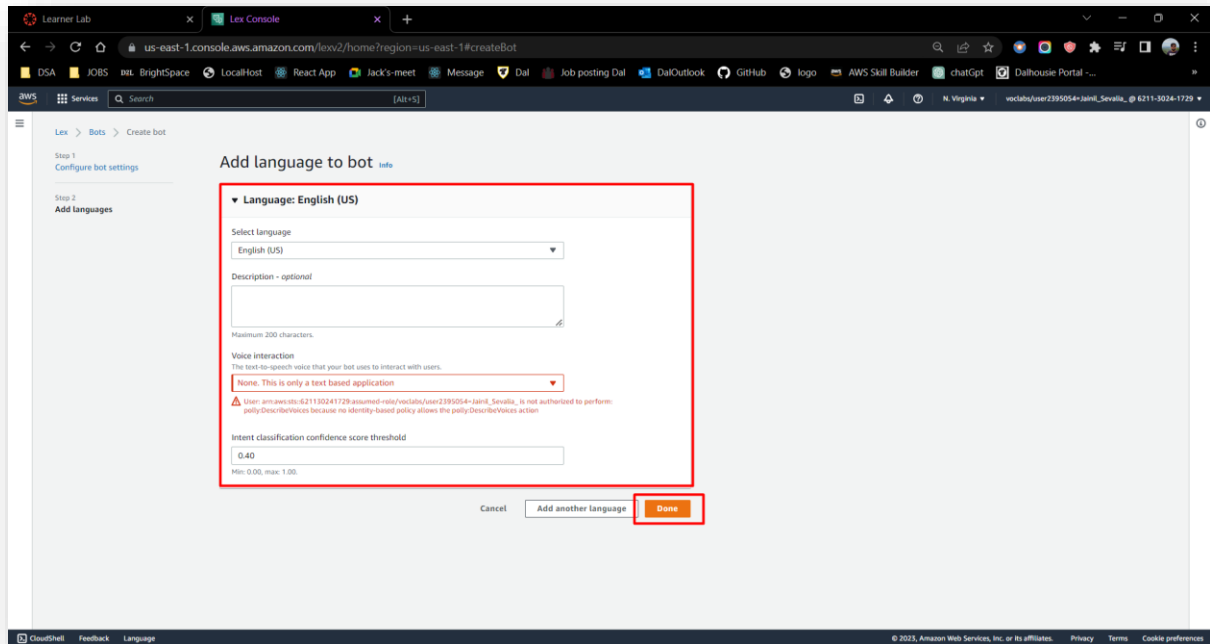 Learner Lab
Lex Console
us-east-1.console.aws.amazon.com/lexv2/home?region=us-east-1#createBot
DSA JOBS D2L BrightSpace LocalHost React App Jack's-meet Message Dal Job posting Dal DalOutlook GitHub logo AWS Skill Builder chatGpt Dalhousie Portal -...
aws Services Search [Alt+S] N. Virginia voclabs/user2395054=Jainil_Sevalia_ @ 6211-3024-1729
Lex Bots Create bot
Step 1
Configure bot settings
Step 2
Add languages
Add language to bot Info
Language: English (US)
Select language
English (US)
Description - optional
Maximum 200 characters.
Voice interaction
The text-to-speech voice that your bot uses to interact with users.
None. This is only a text based application
User: arn:aws:sts::621130241729:assumed-role/voclabs/user2395054=Jainil_Sevalia_ is not authorized to perform:
polly:DescribeVoices because no identity-based policy allows the polly:DescribeVoices action
Intent classification confidence score threshold
0.40
Min: 0.00, max: 1.00.
Cancel Add another language Done
CloudShell Feedback Language © 2023, Amazon Web Services, Inc. or its affiliates. Privacy Terms Cookie preferences